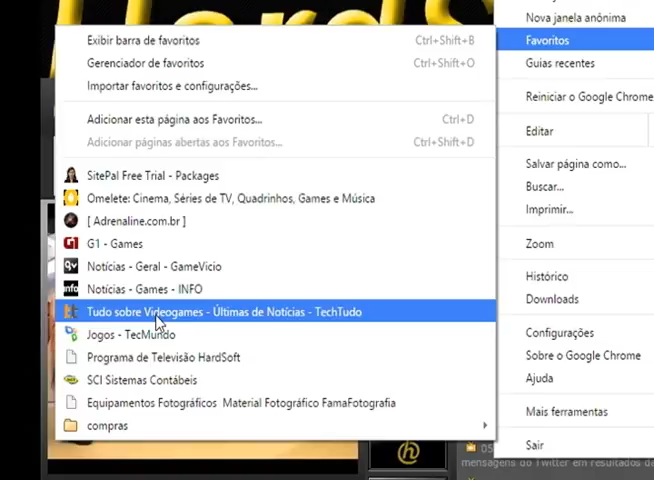 HardS
Exibir barra de favoritos Ctrl+Shift+B
Gerenciador de favoritos Ctrl+Shift+O
Importar favoritos e configurações...
Adicionar esta página aos Favoritos... Ctrl+D
Adicionar páginas abertas aos Favoritos... Ctrl+Shift+D
SitePal Free Trial - Packages
Omelete: Cinema, Séries de TV, Quadrinhos, Games e Música
[ Adrenaline.com.br ]
G1 - Games
Notícias - Geral - GameVicio
Notícias - Games - INFO
Tudo sobre Videogames - Últimas de Notícias - TechTudo
Jogos - TecMundo
Programa de Televisão HardSoft
SCI Sistemas Contábeis
Equipamentos Fotográficos Material Fotográfico FamaFotografia
compras
Nova janela anônima
Favoritos
Guias recentes
Reiniciar o Google Chrome
Editar
Salvar página como...
Buscar...
Imprimir...
Zoom
Histórico
Downloads
Configurações
Sobre o Google Chrome
Ajuda
Mais ferramentas
Sair
h
mensagens do Twitter em resultados de